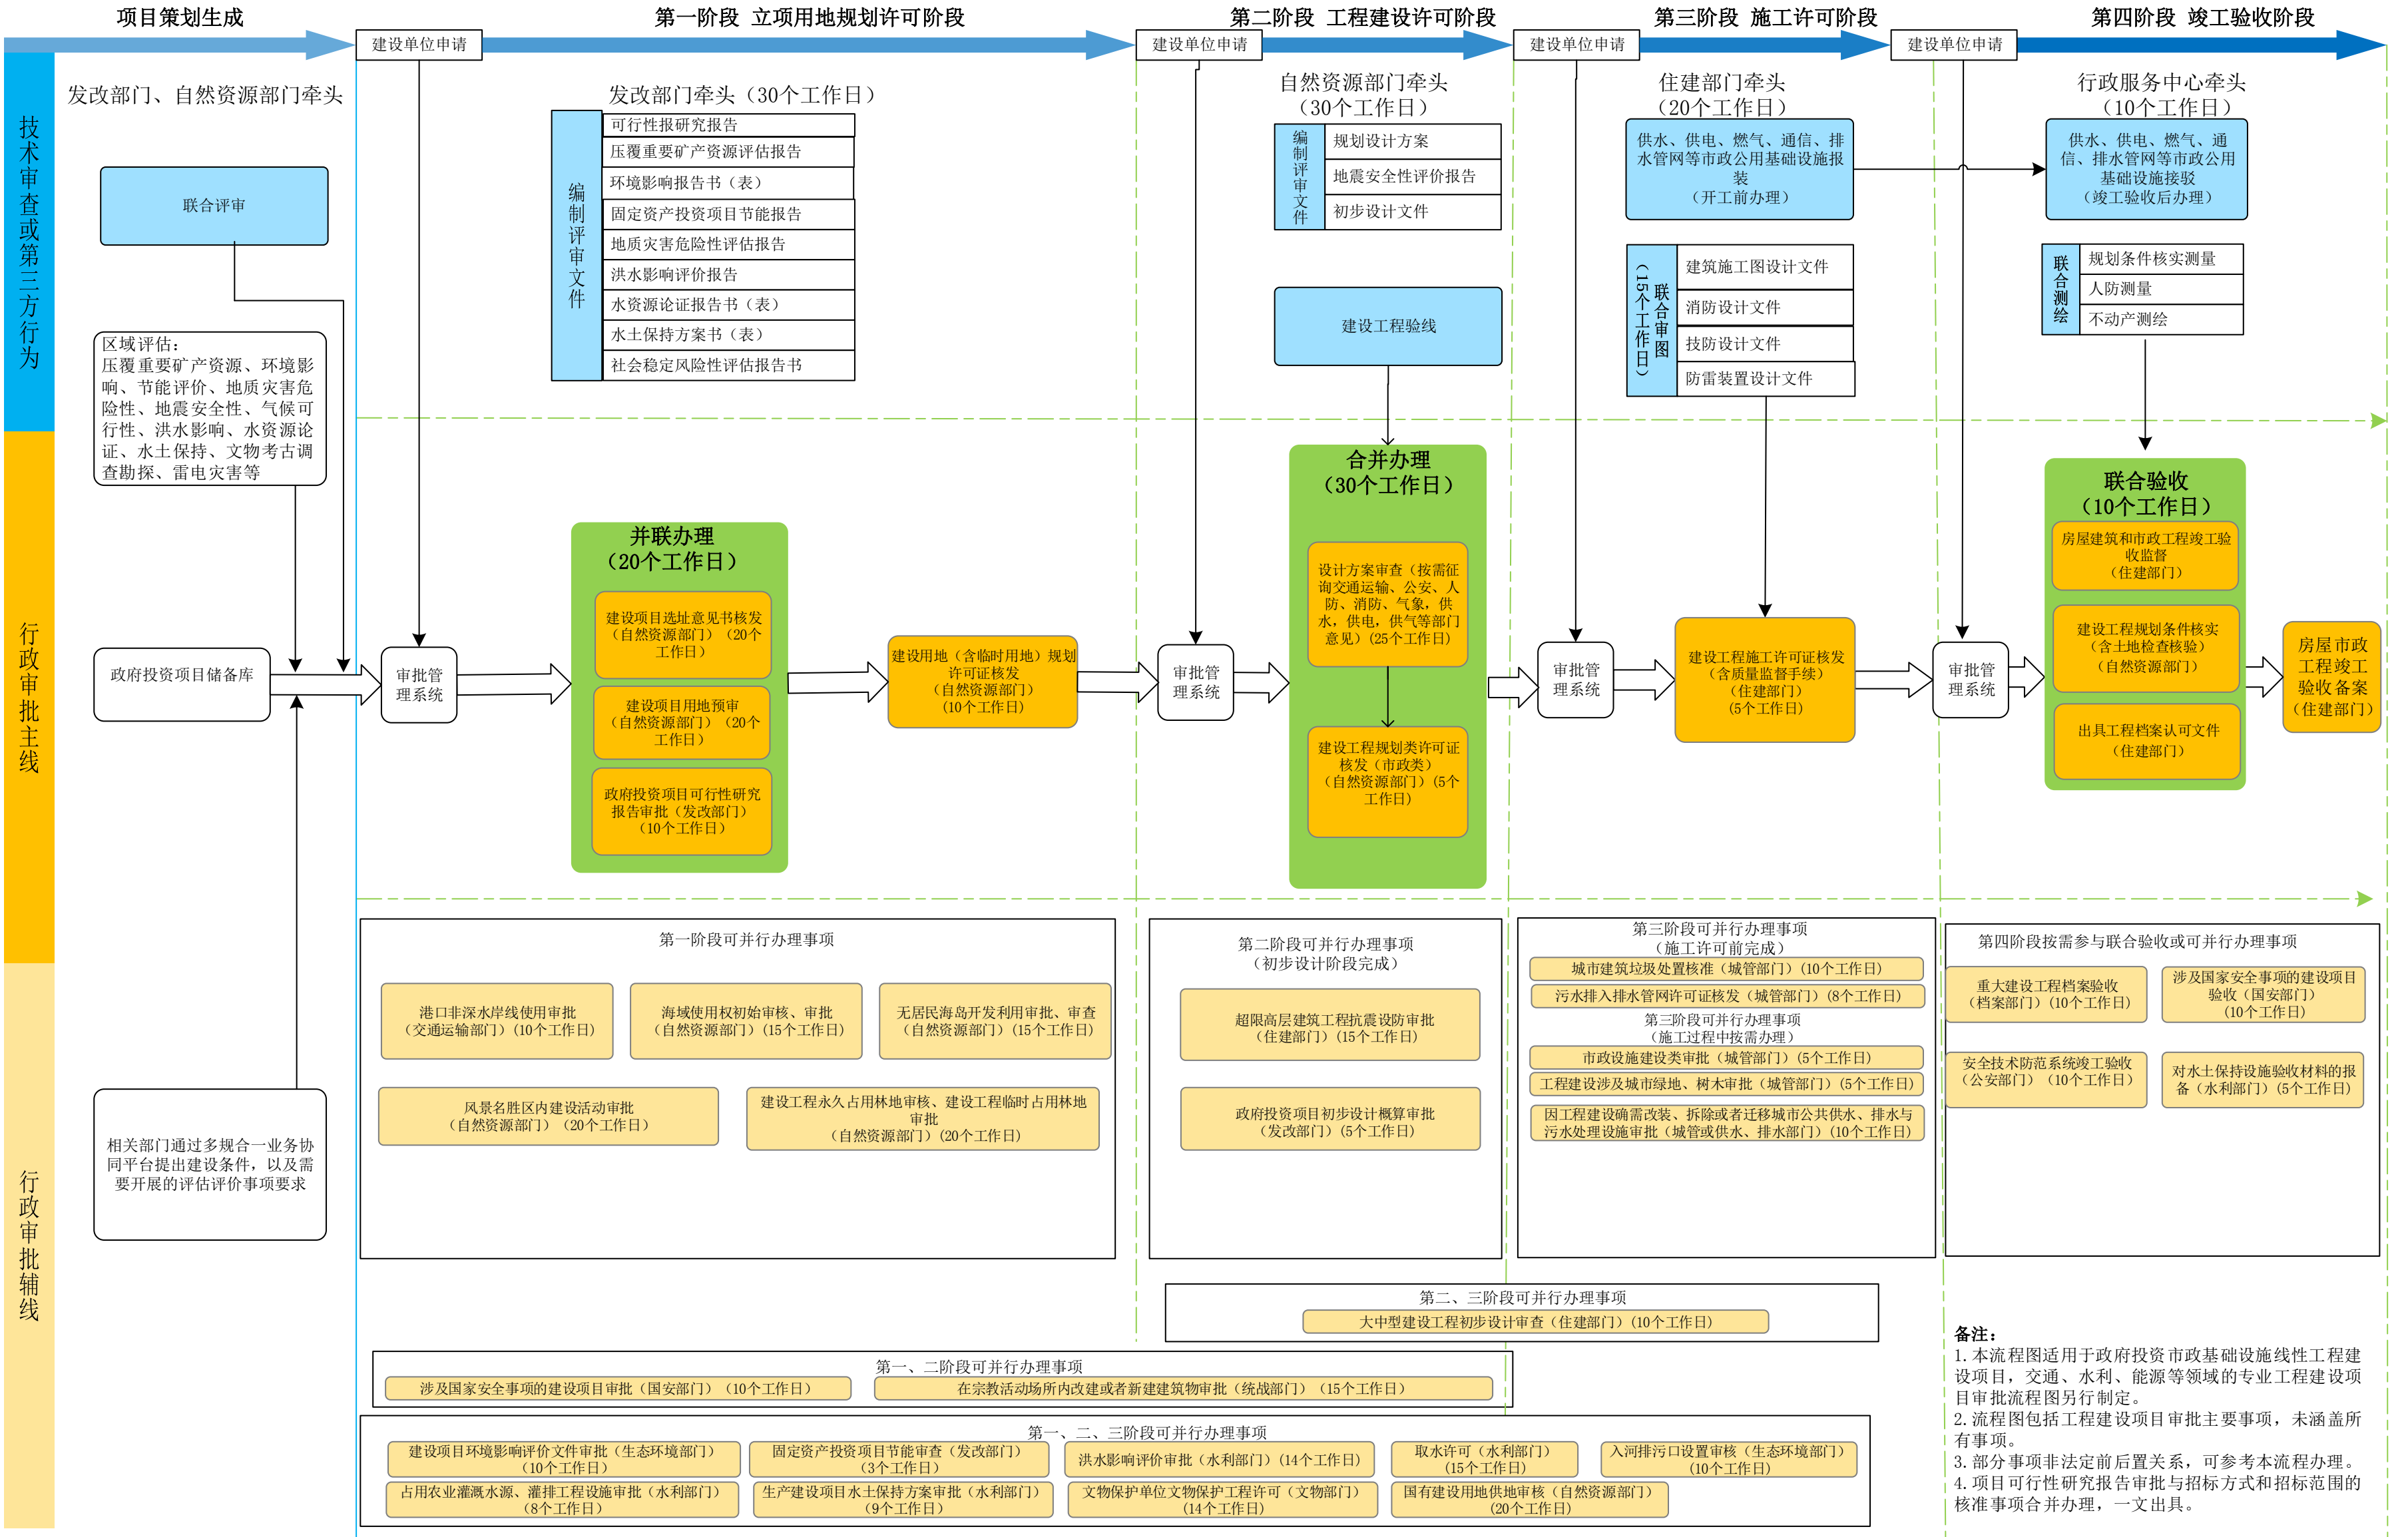 项目策划生成
第一阶段 立项用地规划许可阶段
第二阶段 工程建设许可阶段
第三阶段 施工许可阶段
第四阶段 竣工验收阶段
建设单位申请
建设单位申请
建设单位申请
建设单位申请
技术审查或第三方行为
行政审批主线
行政审批辅线
发改部门、自然资源部门牵头
联合评审
区域评估：
压覆重要矿产资源、环境影
响、节能评价、地质灾害危
险性、地震安全性、气候可
行性、洪水影响、水资源论
证、水土保持、文物考古调
查勘探、雷电灾害等
政府投资项目储备库
相关部门通过多规合一业务协
同平台提出建设条件，以及需
要开展的评估评价事项要求
发改部门牵头（30个工作日）
编制评审文件
可行性报研究报告
压覆重要矿产资源评估报告
环境影响报告书（表）
固定资产投资项目节能报告
地质灾害危险性评估报告
洪水影响评价报告
水资源论证报告书（表）
水土保持方案书（表）
社会稳定风险性评估报告书
审批管
理系统
并联办理
（20个工作日）
建设项目选址意见书核发
（自然资源部门）（20个
工作日）
建设项目用地预审
（自然资源部门）（20个
工作日）
政府投资项目可行性研究
报告审批（发改部门）
（10个工作日）
建设用地（含临时用地）规划
许可证核发
（自然资源部门）
(10个工作日)
自然资源部门牵头
（30个工作日）
编制评审文件
规划设计方案
地震安全性评价报告
初步设计文件
建设工程验线
审批管
理系统
合并办理
（30个工作日）
设计方案审查（按需征
询交通运输、公安、人
防、消防、气象，供
水，供电，供气等部门
意见）(25个工作日)
建设工程规划类许可证
核发（市政类）
（自然资源部门）(5个
工作日)
住建部门牵头
（20个工作日）
供水、供电、燃气、通信、排
水管网等市政公用基础设施报
装
（开工前办理）
联合审图
（15个工作日）
建筑施工图设计文件
消防设计文件
技防设计文件
防雷装置设计文件
审批管
理系统
建设工程施工许可证核发
（含质量监督手续）
（住建部门）
(5个工作日)
行政服务中心牵头
（10个工作日）
供水、供电、燃气、通
信、排水管网等市政公用
基础设施接驳
（竣工验收后办理）
联合测绘
规划条件核实测量
人防测量
不动产测绘
审批管
理系统
联合验收
（10个工作日）
房屋建筑和市政工程竣工验
收监督
（住建部门）
建设工程规划条件核实
（含土地检查核验）
（自然资源部门）
出具工程档案认可文件
（住建部门）
房屋市政
工程竣工
验收备案
（住建部门）
第一阶段可并行办理事项
港口非深水岸线使用审批
（交通运输部门）(10个工作日)
海域使用权初始审核、审批
（自然资源部门）(15个工作日)
无居民海岛开发利用审批、审查
（自然资源部门）(15个工作日)
风景名胜区内建设活动审批
（自然资源部门）（20个工作日）
建设工程永久占用林地审核、建设工程临时占用林地
审批
（自然资源部门）(20个工作日)
第二阶段可并行办理事项
（初步设计阶段完成）
超限高层建筑工程抗震设防审批
（住建部门）(15个工作日)
政府投资项目初步设计概算审批
（发改部门）(5个工作日)
第三阶段可并行办理事项
（施工许可前完成）
城市建筑垃圾处置核准（城管部门）(10个工作日)
污水排入排水管网许可证核发（城管部门）(8个工作日)
第三阶段可并行办理事项
（施工过程中按需办理）
市政设施建设类审批（城管部门）(5个工作日)
工程建设涉及城市绿地、树木审批（城管部门）(5个工作日)
因工程建设确需改装、拆除或者迁移城市公共供水、排水与
污水处理设施审批（城管或供水、排水部门）(10个工作日)
第四阶段按需参与联合验收或可并行办理事项
重大建设工程档案验收
（档案部门）(10个工作日)
涉及国家安全事项的建设项目
验收（国安部门）
(10个工作日)
安全技术防范系统竣工验收
（公安部门）（10个工作日）
对水土保持设施验收材料的报
备（水利部门）(5个工作日)
第二、三阶段可并行办理事项
大中型建设工程初步设计审查（住建部门）(10个工作日)
第一、二阶段可并行办理事项
涉及国家安全事项的建设项目审批（国安部门）（10个工作日）
在宗教活动场所内改建或者新建建筑物审批（统战部门）（15个工作日）
第一、二、三阶段可并行办理事项
建设项目环境影响评价文件审批（生态环境部门）
（10个工作日）
固定资产投资项目节能审查（发改部门）
（3个工作日）
洪水影响评价审批（水利部门）(14个工作日)
取水许可（水利部门）
(15个工作日)
入河排污口设置审核（生态环境部门）
(10个工作日)
占用农业灌溉水源、灌排工程设施审批（水利部门）
（8个工作日）
生产建设项目水土保持方案审批（水利部门）
（9个工作日）
文物保护单位文物保护工程许可（文物部门）
(14个工作日)
国有建设用地供地审核（自然资源部门）
(20个工作日)
备注：
1.本流程图适用于政府投资市政基础设施线性工程建
设项目，交通、水利、能源等领域的专业工程建设项
目审批流程图另行制定。
2.流程图包括工程建设项目审批主要事项，未涵盖所
有事项。
3.部分事项非法定前后置关系，可参考本流程办理。
4.项目可行性研究报告审批与招标方式和招标范围的
核准事项合并办理，一文出具。